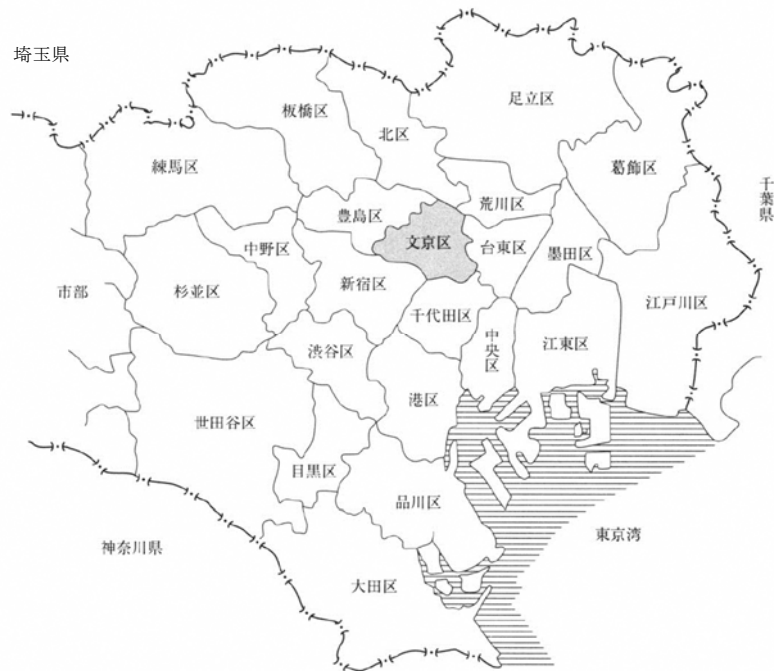 埼玉県
板橋区
北区
足立区
練馬区
葛飾区
千葉県
豊島区
荒川区
文京区
中野区
台東区
墨田区
市部
杉並区
新宿区
江戸川区
千代田区
渋谷区
中央区
江東区
港区
世田谷区
目黒区
品川区
神奈川県
東京湾
大田区